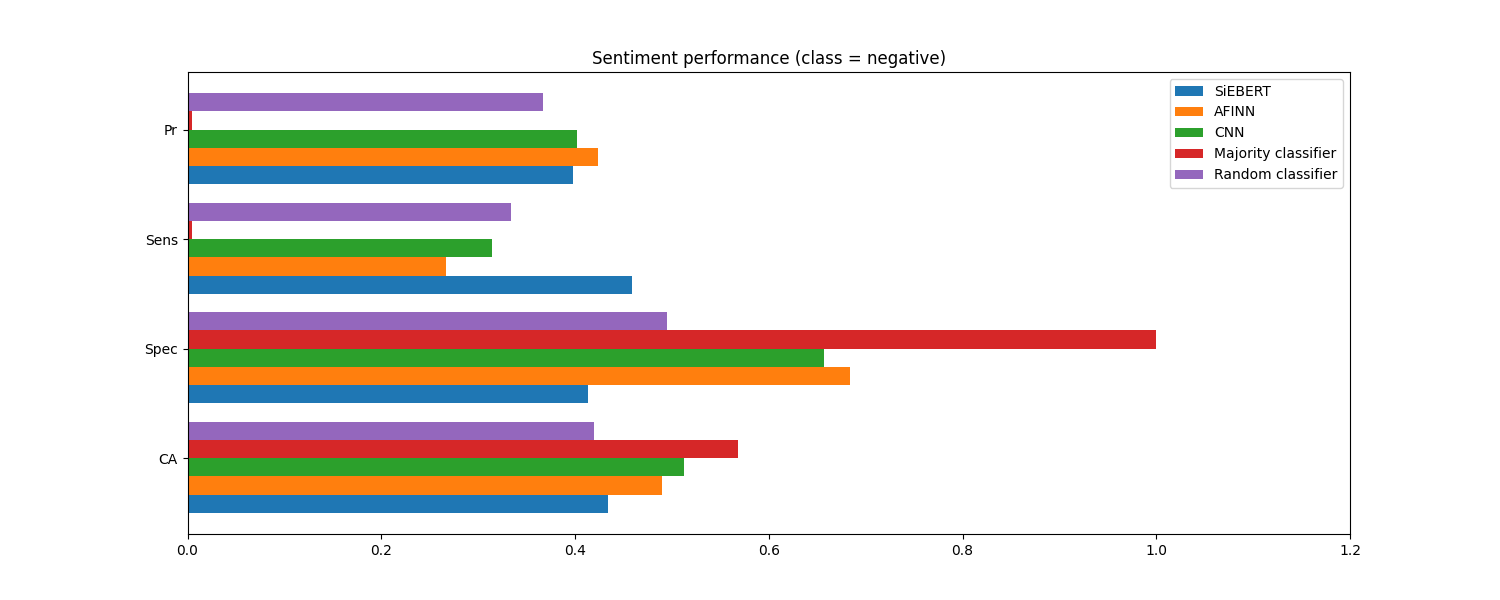 Sentiment performance (class = negative)
SiEBERT
AFINN
CNN
Majority classifier
Random classifier
Pr
Sens
Spec
CA
0.0
0.2
0.4
0.6
0.8
1.0
1.2